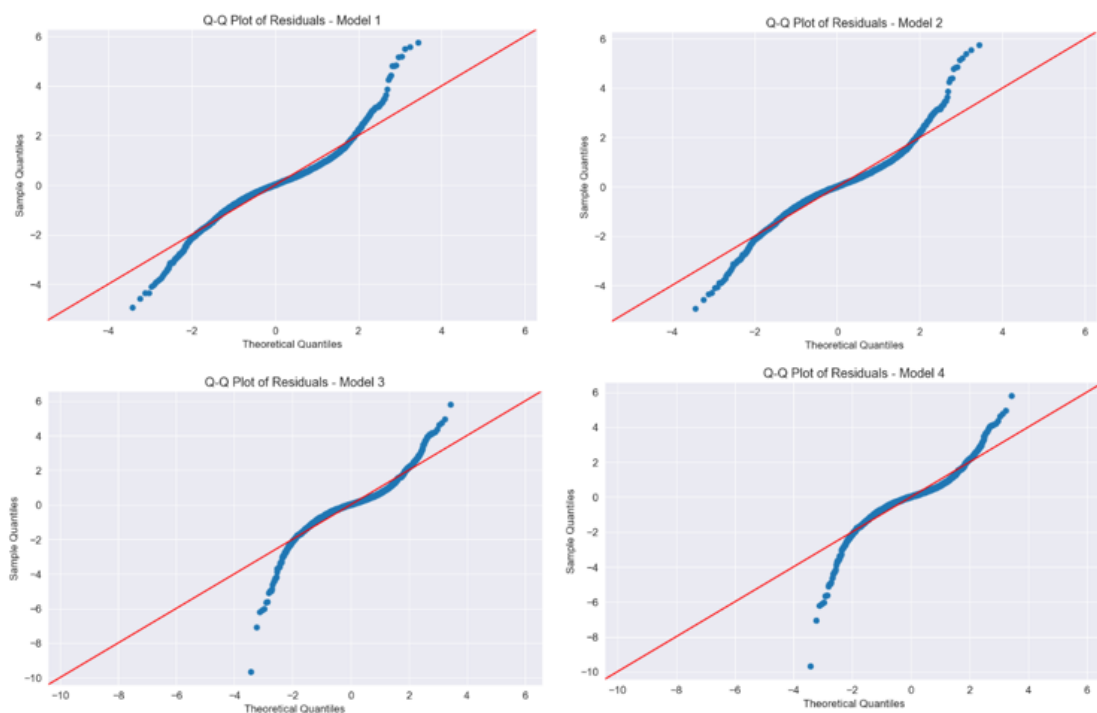 Q-Q Plot of Residuals - Model 1
6
4
2
0
−2
−4
Sample Quantiles
−4 −2 0 2 4 6
Theoretical Quantiles
Q-Q Plot of Residuals - Model 2
6
4
2
0
−2
−4
Sample Quantiles
−4 −2 0 2 4 6
Theoretical Quantiles
Q-Q Plot of Residuals - Model 3
6
4
2
0
−2
−4
−6
−8
−10
Sample Quantiles
−10 −8 −6 −4 −2 0 2 4 6
Theoretical Quantiles
Q-Q Plot of Residuals - Model 4
6
4
2
0
−2
−4
−6
−8
−10
Sample Quantiles
−10 −8 −6 −4 −2 0 2 4 6
Theoretical Quantiles